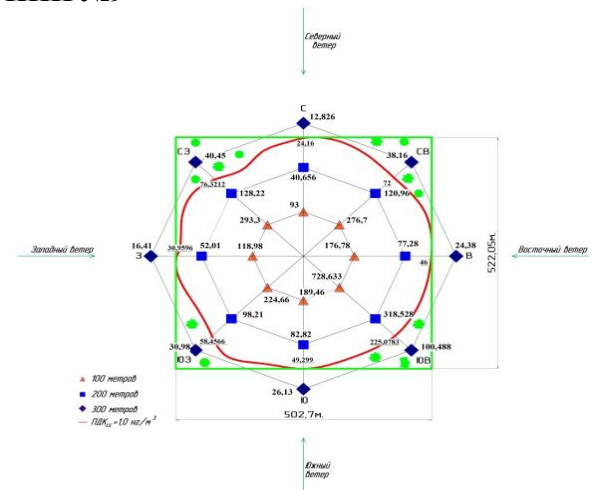 Северный
ветер
С
12,826
СЗ
40,45
24,16
СВ
38,16
76,3212
128,22
40,656
72
120,96
293,3
93
276,7
Западный ветер
16,41
З
30,9596
52,01
118,98
176,78
77,28
46
24,38
В
Восточный ветер
522,05м.
224,66
189,46
728,633
98,21
82,82
318,528
30,98
ЮЗ
58,4566
49,299
225,0783
100,488
ЮВ
26,13
Ю
502,7м.
100 метров
200 метров
300 метров
ПДКсс=1,0 нг/м³
Южный
ветер